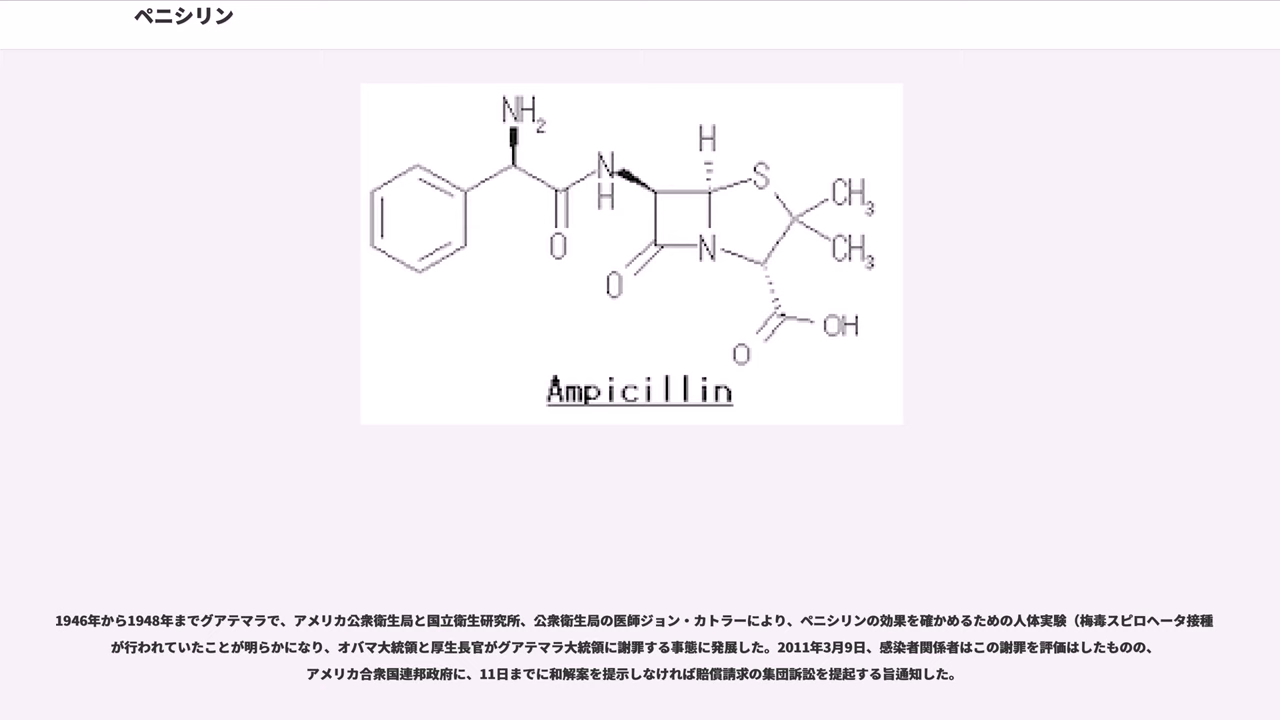 ペニシリン
NH2
H
N
H
S
CH3
O
N
CH3
O
OH
O
Ampicillin
1946年から1948年までグアテマラで、アメリカ公衆衛生局と国立衛生研究所、公衆衛生局の医師ジョン・カトラーにより、ペニシリンの効果を確かめるための人体実験（梅毒スピロヘータ接種
が行われていたことが明らかになり、オバマ大統領と厚生長官がグアテマラ大統領に謝罪する事態に発展した。2011年3月9日、感染者関係者はこの謝罪を評価はしたものの、
アメリカ合衆国連邦政府に、11日までに和解案を提示しなければ賠償請求の集団訴訟を提起する旨通知した。